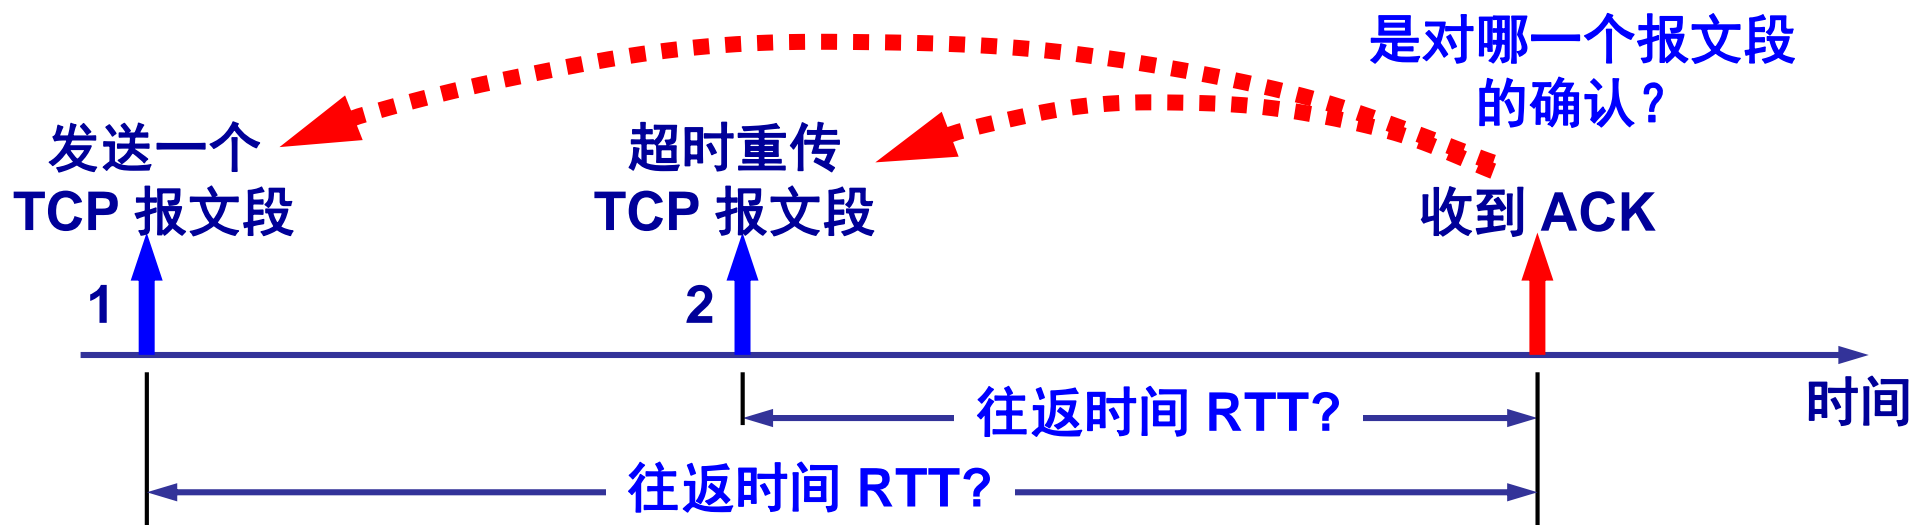 是对哪一个报文段
的确认？
发送一个
TCP 报文段
超时重传
TCP 报文段
收到 ACK
1
2
时间
往返时间 RTT?
往返时间 RTT?